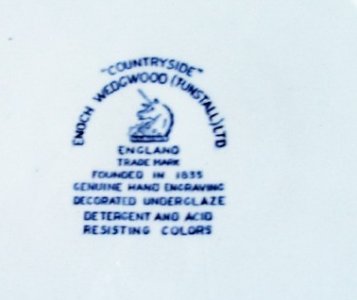 "COUNTRYSIDE"
ENOCH WEDGWOOD (TUNSTALL) LTD
ENGLAND
TRADE MARK
FOUNDED IN 1835
GENUINE HAND ENGRAVING
DECORATED UNDERGLAZE
DETERGENT AND ACID
RESISTING COLORS